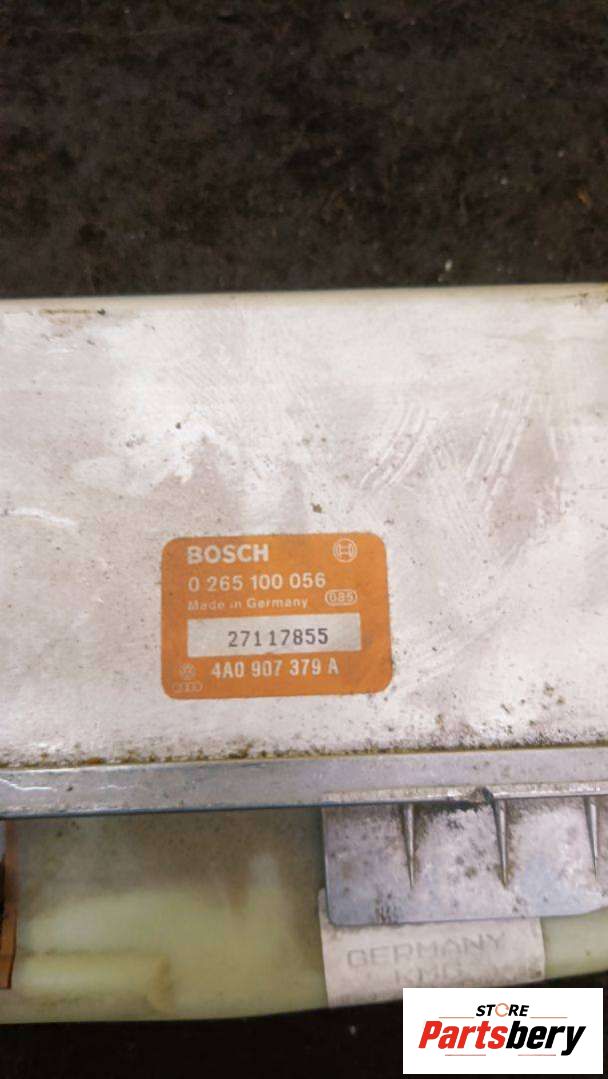 BOSCH
0 265 100 056
Made in Germany 085
27117855
4A0 907 379 A
GERMANY
STORE
Partsbery